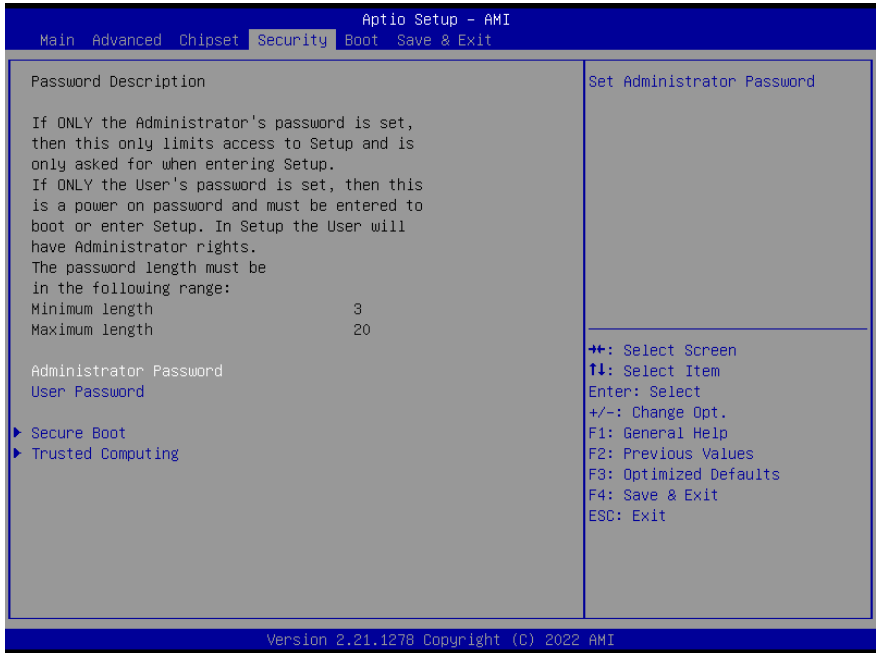 Aptio Setup – AMI
Main Advanced Chipset Security Boot Save & Exit
Password Description
If ONLY the Administrator's password is set,
then this only limits access to Setup and is
only asked for when entering Setup.
If ONLY the User's password is set, then this
is a power on password and must be entered to
boot or enter Setup. In Setup the User will
have Administrator rights.
The password length must be
in the following range:
Minimum length 3
Maximum length 20
Administrator Password
User Password
Secure Boot
Trusted Computing
Set Administrator Password
→←: Select Screen
↑↓: Select Item
Enter: Select
+/-: Change Opt.
F1: General Help
F2: Previous Values
F3: Optimized Defaults
F4: Save & Exit
ESC: Exit
Version 2.21.1278 Copyright (C) 2022 AMI